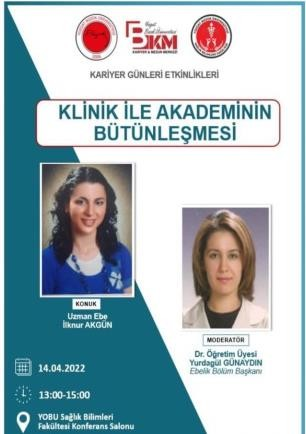 BKM
KARİYER & MEZUN MERKEZİ
KARİYER GÜNLERİ ETKİNLİKLERİ
KLİNİK İLE AKADEMİNİN
BÜTÜNLEŞMESİ
KONUK
Uzman Ebe
İlknur AKGÜN
MODERATÖR
Dr. Öğretim Üyesi
Yurdagül GÜNAYDIN
Ebelik Bölüm Başkanı
14.04.2022
13:00-15:00
YOBU Sağlık Bilimleri
Fakültesi Konferans Salonu